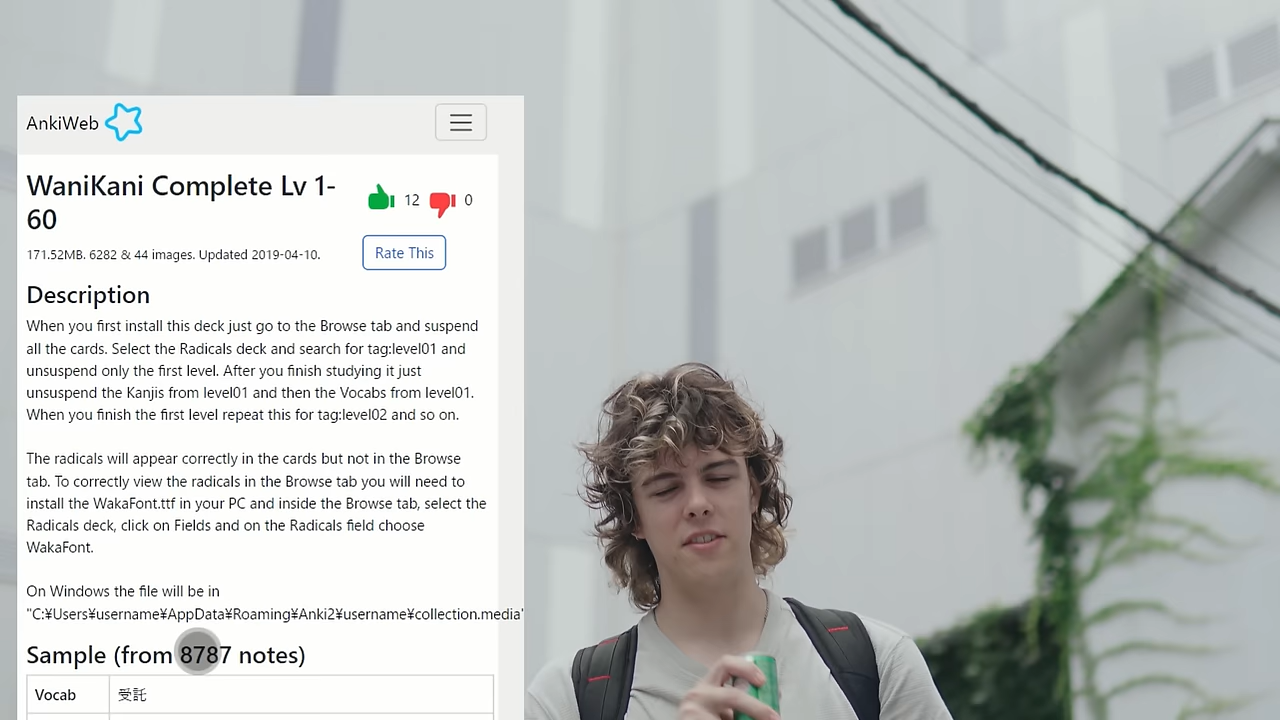 AnkiWeb
WaniKani Complete Lv 1-
60
12
0
171.52MB. 6282 & 44 images. Updated 2019-04-10.
Rate This
Description
When you first install this deck just go to the Browse tab and suspend
all the cards. Select the Radicals deck and search for tag:level01 and
unsuspend only the first level. After you finish studying it just
unsuspend the Kanjis from level01 and then the Vocabs from level01.
When you finish the first level repeat this for tag:level02 and so on.
The radicals will appear correctly in the cards but not in the Browse
tab. To correctly view the radicals in the Browse tab you will need to
install the WakaFont.ttf in your PC and inside the Browse tab, select the
Radicals deck, click on Fields and on the Radicals field choose
WakaFont.
On Windows the file will be in
"C:¥Users¥username¥AppData¥Roaming¥Anki2¥username¥collection.media"
Sample (from 8787 notes)
Vocab 受託